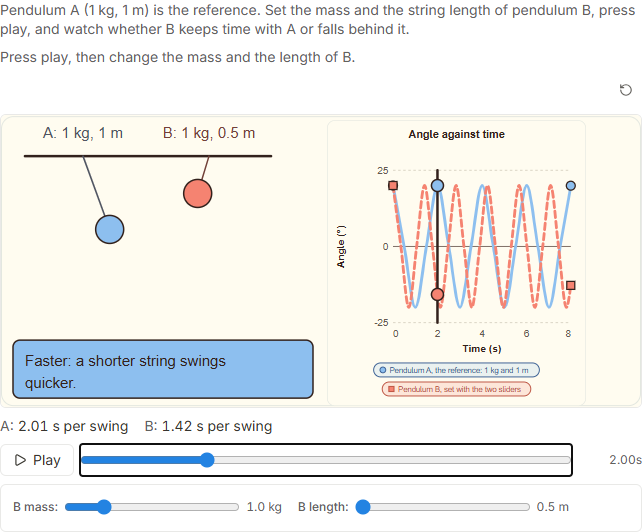 Pendulum A (1 kg, 1 m) is the reference. Set the mass and the string length of pendulum B, press
play, and watch whether B keeps time with A or falls behind it.
Press play, then change the mass and the length of B.
A: 1 kg, 1 m
B: 1 kg, 0.5 m
Faster: a shorter string swings
quicker.
Angle against time
25
0
-25
Angle (°)
0 2 4 6 8
Time (s)
Pendulum A, the reference: 1 kg and 1 m
Pendulum B, set with the two sliders
A: 2.01 s per swing B: 1.42 s per swing
Play 2.00s
B mass: 1.0 kg B length: 0.5 m